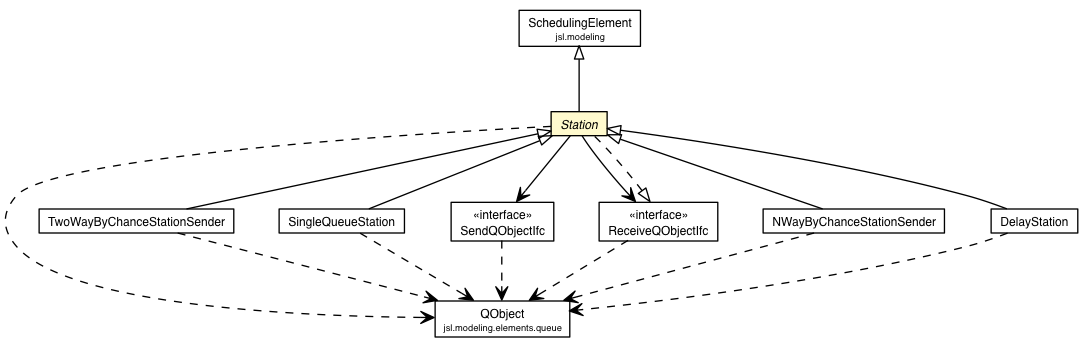 SchedulingElement
jsl.modeling
Station
TwoWayByChanceStationSender
SingleQueueStation
«interface»
SendQObjectIfc
«interface»
ReceiveQObjectIfc
NWayByChanceStationSender
DelayStation
QObject
jsl.modeling.elements.queue